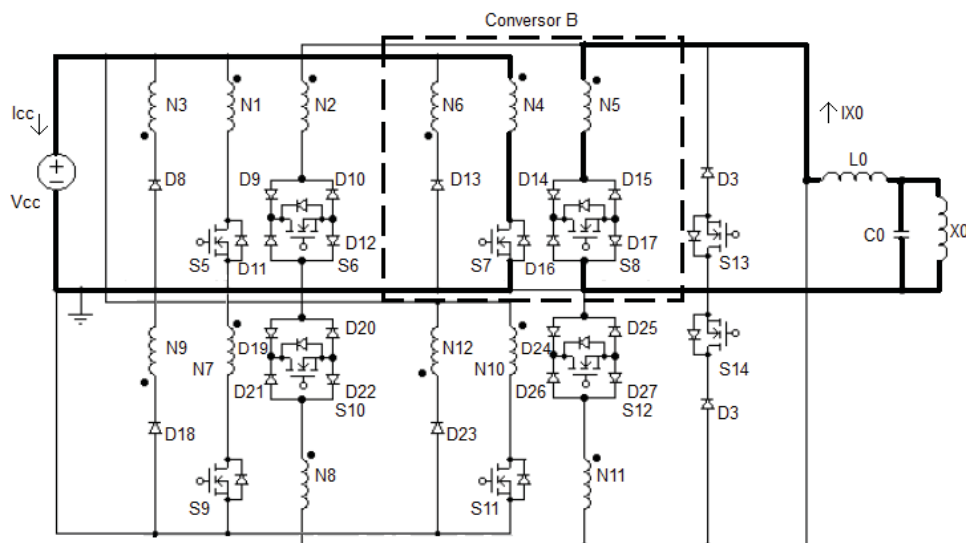 Conversor B
Icc
IX0
N3
N1
N2
N6
N4
N5
L0
D8
D9
D10
D13
D14
D15
D3
Vcc
C0
X0
S5
D11
D12
S6
S7
D16
D17
S8
S13
N9
D19
N7
D20
D21
D22
S10
N12
N10
D24
D25
D26
D27
S12
S14
D18
D23
D3
N8
N11
S9
S11
+
−